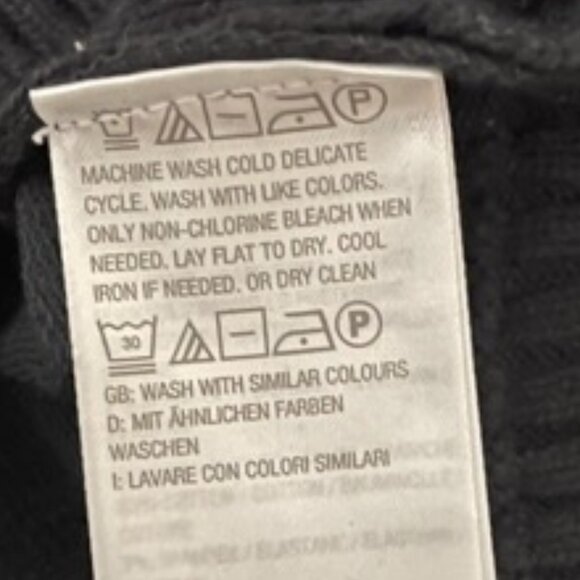 P
MACHINE WASH COLD DELICATE
CYCLE. WASH WITH LIKE COLORS.
ONLY NON-CHLORINE BLEACH WHEN
NEEDED. LAY FLAT TO DRY. COOL
IRON IF NEEDED. OR DRY CLEAN
30 P
GB: WASH WITH SIMILAR COLOURS
D: MIT ÄHNLICHEN FARBEN
WASCHEN
I: LAVARE CON COLORI SIMILARI